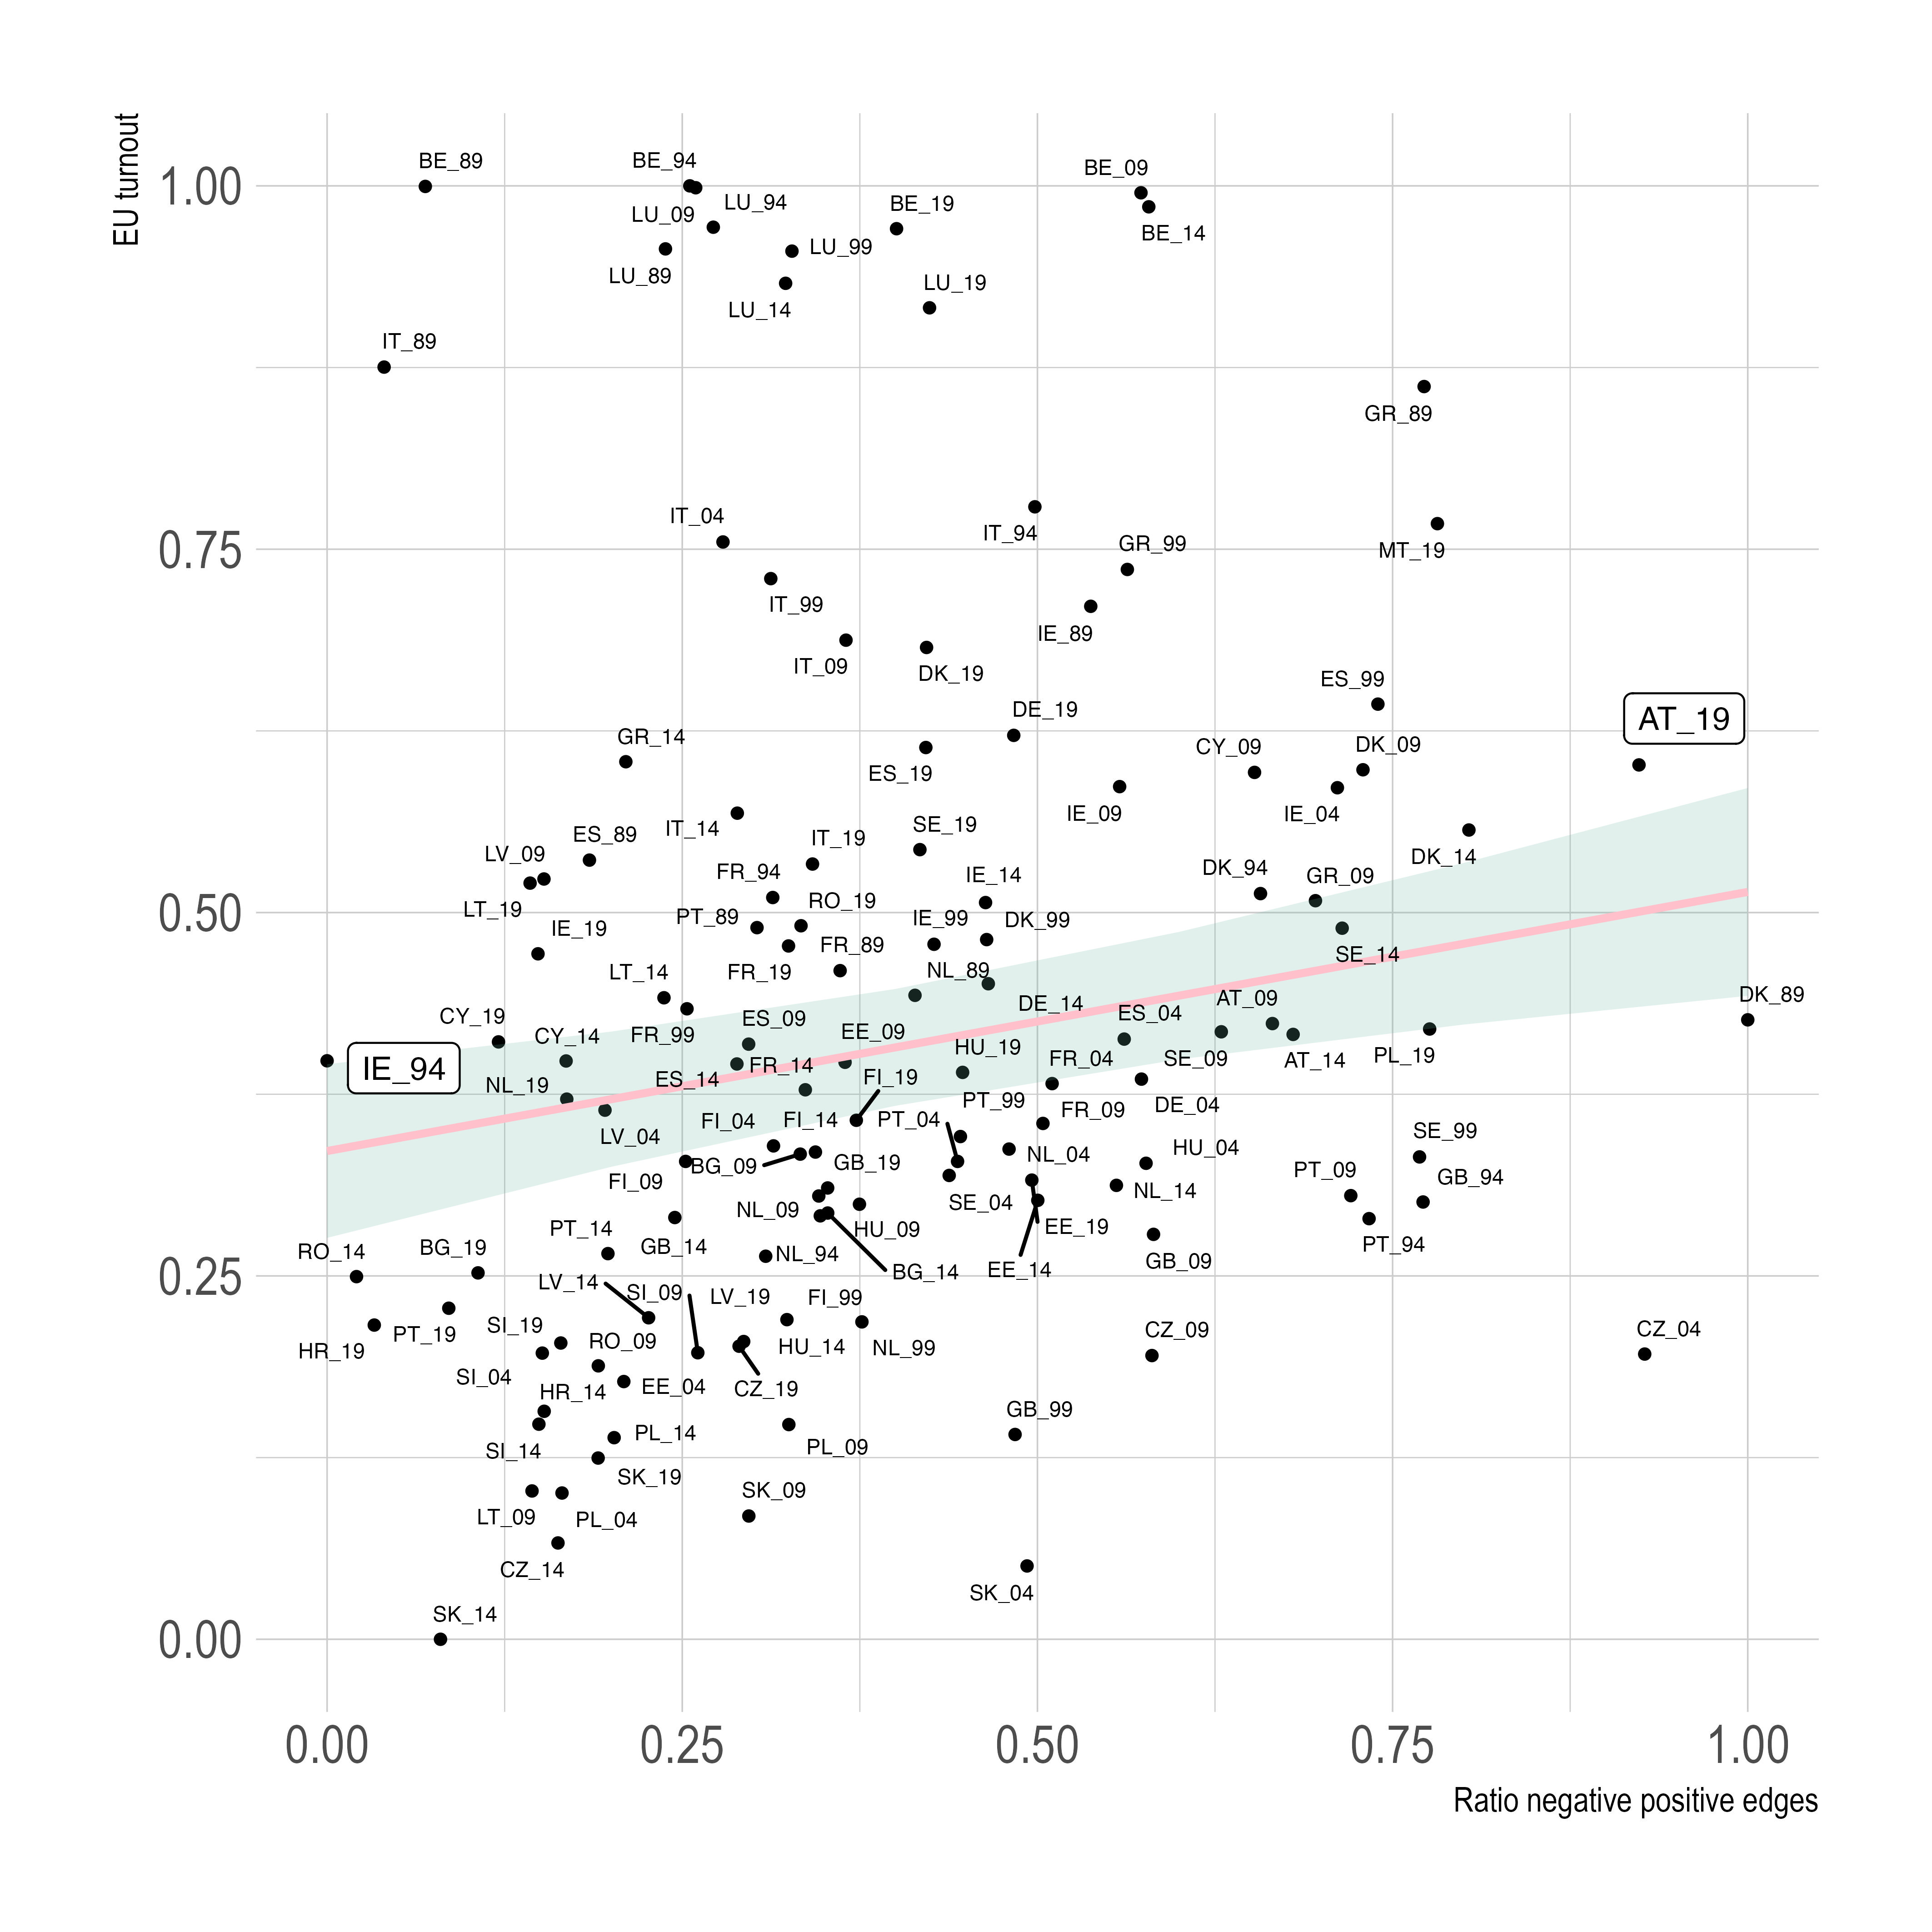 EU turnout
1.00
0.75
0.50
0.25
0.00
BE_89
BE_94
BE_09
LU_94
BE_19
LU_09
BE_14
LU_99
LU_89
LU_19
LU_14
IT_89
GR_89
IT_04
IT_94
GR_99
MT_19
IT_99
IE_89
IT_09
DK_19
ES_99
DE_19
AT_19
GR_14
DK_09
CY_09
ES_19
IE_09
IE_04
SE_19
IT_14
ES_89
IT_19
LV_09
DK_14
DK_94
FR_94
IE_14
GR_09
RO_19
LT_19
PT_89
IE_99
DK_99
IE_19
FR_89
SE_14
LT_14
FR_19
NL_89
DK_89
AT_09
DE_14
CY_19
ES_09
ES_04
CY_14
FR_99
EE_09
HU_19
PL_19
FR_04
SE_09
AT_14
IE_94
FR_14
FI_19
ES_14
NL_19
PT_99
DE_04
FR_09
FI_04
FI_14
PT_04
SE_99
LV_04
HU_04
NL_04
GB_19
BG_09
PT_09
GB_94
FI_09
NL_14
SE_04
NL_09
PT_14
HU_09
EE_19
PT_94
GB_14
BG_19
RO_14
NL_94
GB_09
EE_14
BG_14
LV_14
SI_09
LV_19
FI_99
SI_19
PT_19
CZ_09
CZ_04
RO_09
HU_14
NL_99
HR_19
SI_04
EE_04
CZ_19
HR_14
GB_99
PL_14
PL_09
SI_14
SK_19
SK_09
LT_09
PL_04
CZ_14
SK_04
SK_14
0.00
0.25
0.50
0.75
1.00
Ratio negative positive edges